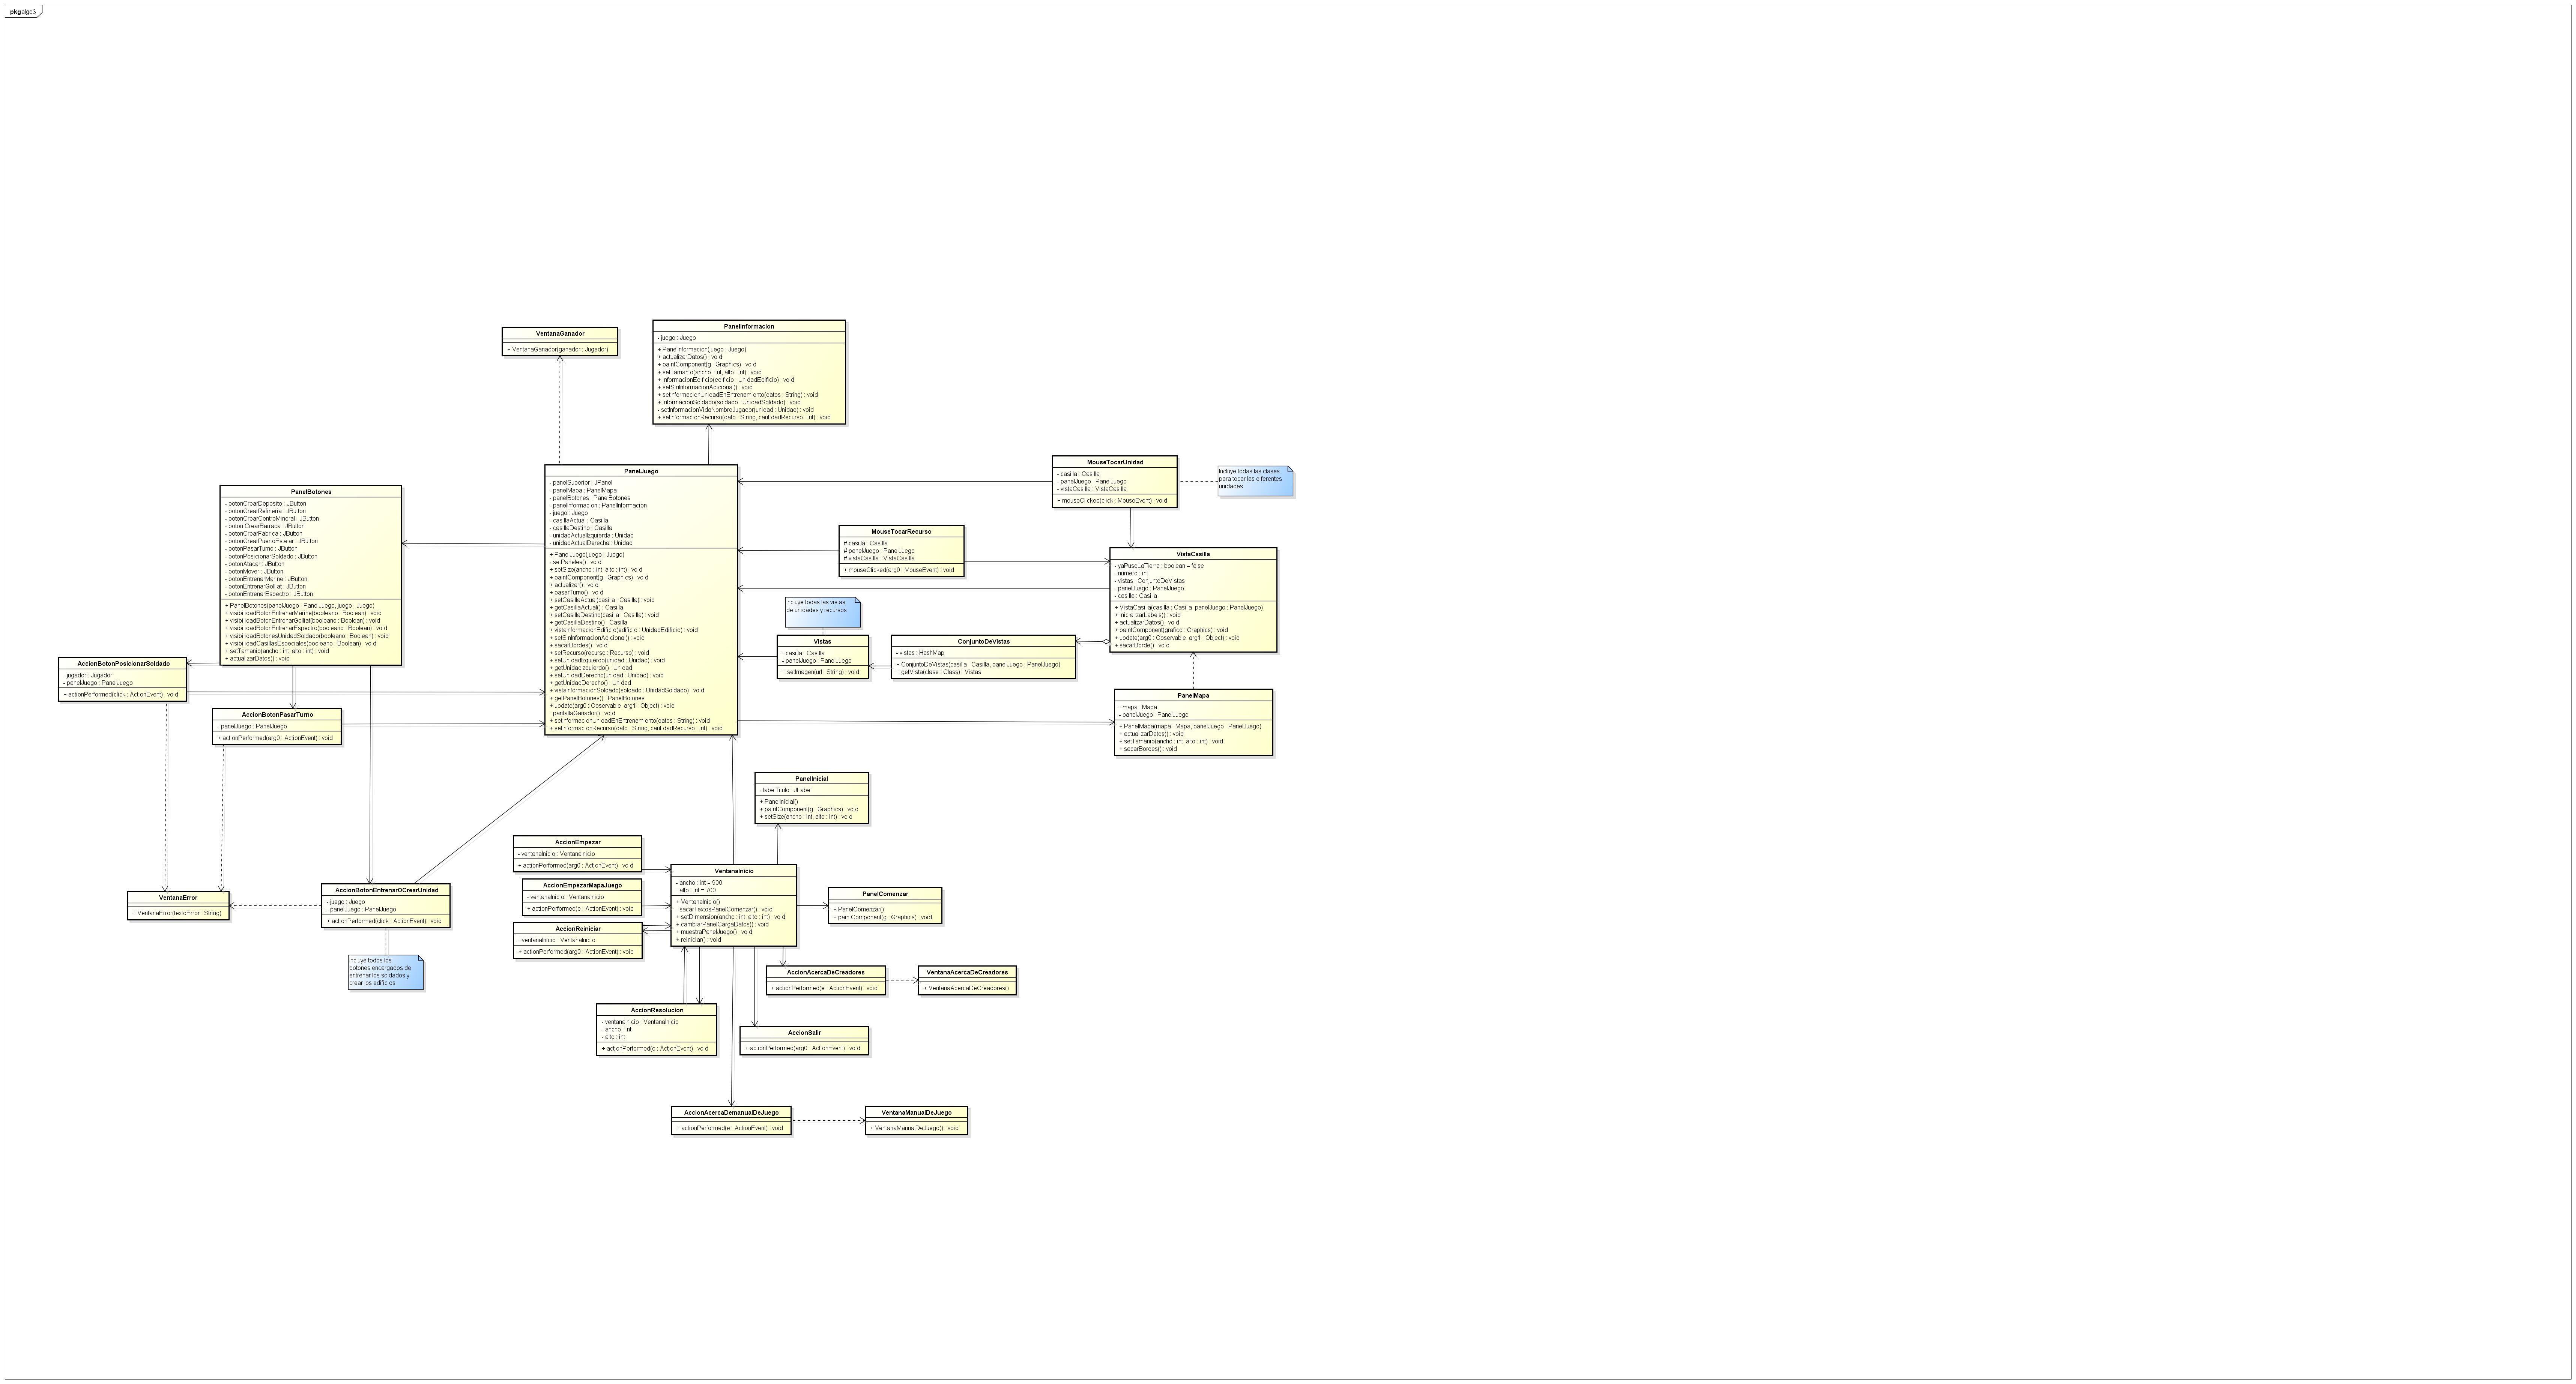 pkg algo3
VentanaGanador
+ VentanaGanador(ganador : Jugador)
PanelInformacion
- juego : Juego
+ PanelInformacion(juego : Juego)
+ actualizarDatos() : void
+ paintComponent(g : Graphics) : void
+ setTamanio(ancho : int, alto : int) : void
+ informacionEdificio(edificio : UnidadEdificio) : void
+ setSinInformacionAdicional() : void
+ setInformacionUnidadEnEntrenamiento(datos : String) : void
+ informacionSoldado(soldado : UnidadSoldado) : void
- setInformacionVidaNombreJugador(unidad : Unidad) : void
+ setInformacionRecurso(dato : String, cantidadRecurso : int) : void
PanelBotones
- botonCrearDeposito : JButton
- botonCrearRefineria : JButton
- botonCrearCentroMineral : JButton
- boton CrearBarraca : JButton
- botonCrearFabrica : JButton
- botonCrearPuertoEstelar : JButton
- botonPasarTurno : JButton
- botonPosicionarSoldado : JButton
- botonAtacar : JButton
- botonMover : JButton
- botonEntrenarMarine : JButton
- botonEntrenarGolliat : JButton
- botonEntrenarEspectro : JButton
+ PanelBotones(panelJuego : PanelJuego, juego : Juego)
+ visibilidadBotonEntrenarMarine(booleano : Boolean) : void
+ visibilidadBotonEntrenarGolliat(booleano : Boolean) : void
+ visibilidadBotonEntrenarEspectro(booleano : Boolean) : void
+ visibilidadBotonesUnidadSoldado(booleano : Boolean) : void
+ visibilidadCasillasEspeciales(booleano : Boolean) : void
+ setTamanio(ancho : int, alto : int) : void
+ actualizarDatos() : void
PanelJuego
- panelSuperior : JPanel
- panelMapa : PanelMapa
- panelBotones : PanelBotones
- panelInformacion : PanelInformacion
- juego : Juego
- casillaActual : Casilla
- casillaDestino : Casilla
- unidadActualIzquierda : Unidad
- unidadActualDerecha : Unidad
+ PanelJuego(juego : Juego)
- setPaneles() : void
+ setSize(ancho : int, alto : int) : void
+ paintComponent(g : Graphics) : void
+ actualizar() : void
+ pasarTurno() : void
+ setCasillaActual(casilla : Casilla) : void
+ getCasillaActual() : Casilla
+ setCasillaDestino(casilla : Casilla) : void
+ getCasillaDestino() : Casilla
+ vistaInformacionEdificio(edificio : UnidadEdificio) : void
+ setSinInformacionAdicional() : void
+ sacarBordes() : void
+ setRecurso(recurso : Recurso) : void
+ setUnidadIzquierdo(unidad : Unidad) : void
+ getUnidadIzquierdo() : Unidad
+ setUnidadDerecho(unidad : Unidad) : void
+ getUnidadDerecho() : Unidad
+ vistaInformacionSoldado(soldado : UnidadSoldado) : void
+ getPanelBotones() : PanelBotones
+ update(arg0 : Observable, arg1 : Object) : void
- pantallaGanador() : void
+ setInformacionUnidadEnEntrenamiento(datos : String) : void
+ setInformacionRecurso(dato : String, cantidadRecurso : int) : void
MouseTocarUnidad
- casilla : Casilla
- panelJuego : PanelJuego
- vistaCasilla : VistaCasilla
+ mouseClicked(click : MouseEvent) : void
Incluye todas las clases
para tocar las diferentes
unidades
MouseTocarRecurso
# casilla : Casilla
# panelJuego : PanelJuego
# vistaCasilla : VistaCasilla
+ mouseClicked(arg0 : MouseEvent) : void
VistaCasilla
- yaPusoLaTierra : boolean = false
- numero : int
- vistas : ConjuntoDeVistas
- panelJuego : PanelJuego
- casilla : Casilla
+ VistaCasilla(casilla : Casilla, panelJuego : PanelJuego)
+ inicializarLabels() : void
+ actualizarDatos() : void
+ paintComponent(grafico : Graphics) : void
+ update(arg0 : Observable, arg1 : Object) : void
+ sacarBorde() : void
Incluye todas las vistas
de unidades y recursos
Vistas
- casilla : Casilla
- panelJuego : PanelJuego
+ setImagen(url : String) : void
ConjuntoDeVistas
- vistas : HashMap
+ ConjuntoDeVistas(casilla : Casilla, panelJuego : PanelJuego)
+ getVista(clase : Class) : Vistas
AccionBotonPosicionarSoldado
- jugador : Jugador
- panelJuego : PanelJuego
+ actionPerformed(click : ActionEvent) : void
AccionBotonPasarTurno
- panelJuego : PanelJuego
+ actionPerformed(arg0 : ActionEvent) : void
PanelMapa
- mapa : Mapa
- panelJuego : PanelJuego
+ PanelMapa(mapa : Mapa, panelJuego : PanelJuego)
+ actualizarDatos() : void
+ setTamanio(ancho : int, alto : int) : void
+ sacarBordes() : void
PanelInicial
- labelTitulo : JLabel
+ PanelInicial()
+ paintComponent(g : Graphics) : void
+ setSize(ancho : int, alto : int) : void
AccionEmpezar
- ventanaInicio : VentanaInicio
+ actionPerformed(arg0 : ActionEvent) : void
AccionEmpezarMapaJuego
- ventanaInicio : VentanaInicio
+ actionPerformed(e : ActionEvent) : void
AccionReiniciar
- ventanaInicio : VentanaInicio
+ actionPerformed(arg0 : ActionEvent) : void
VentanaInicio
- ancho : int = 900
- alto : int = 700
+ VentanaInicio()
- sacarTextosPanelComenzar() : void
+ setDimension(ancho : int, alto : int) : void
+ cambiarPanelCargaDatos() : void
+ muestraPanelJuego() : void
+ reiniciar() : void
PanelComenzar
+ PanelComenzar()
+ paintComponent(g : Graphics) : void
VentanaError
+ VentanaError(textoError : String)
AccionBotonEntrenarOCrearUnidad
- juego : Juego
- panelJuego : PanelJuego
+ actionPerformed(click : ActionEvent) : void
Incluye todos los
botones encargados de
entrenar los soldados y
crear los edificios
AccionAcercaDeCreadores
+ actionPerformed(e : ActionEvent) : void
VentanaAcercaDeCreadores
+ VentanaAcercaDeCreadores()
AccionResolucion
- ventanaInicio : VentanaInicio
- ancho : int
- alto : int
+ actionPerformed(e : ActionEvent) : void
AccionSalir
+ actionPerformed(arg0 : ActionEvent) : void
AccionAcercaDemanualDeJuego
+ actionPerformed(e : ActionEvent) : void
VentanaManualDeJuego
+ VentanaManualDeJuego() : void